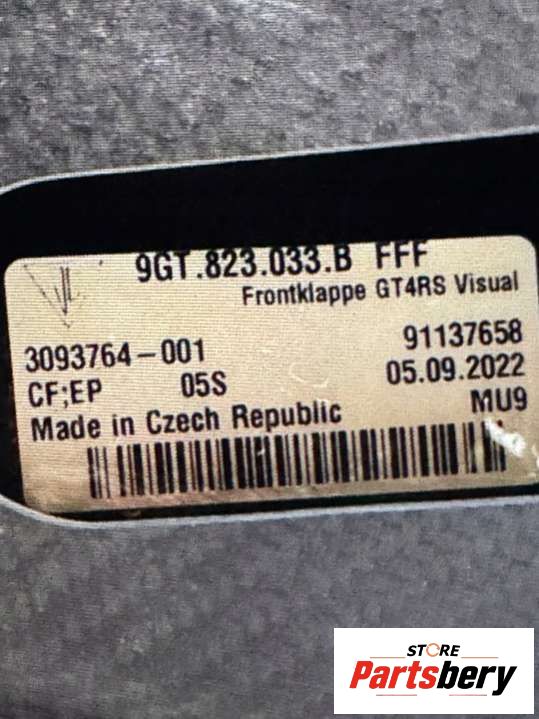 9GT.823.033.B FFF
Frontklappe GT4RS Visual
3093764-001
91137658
CF;EP 05S
05.09.2022
Made in Czech Republic
MU9
STORE
Partsbery